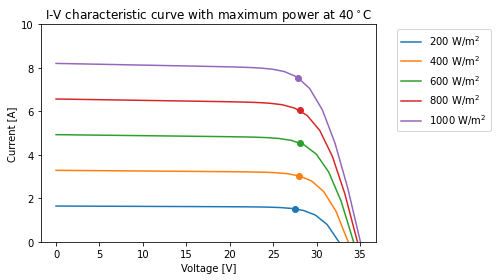 I-V characteristic curve with maximum power at 40°C
Current [A]
10
8
6
4
2
0
0 5 10 15 20 25 30 35
Voltage [V]
200 W/m²
400 W/m²
600 W/m²
800 W/m²
1000 W/m²